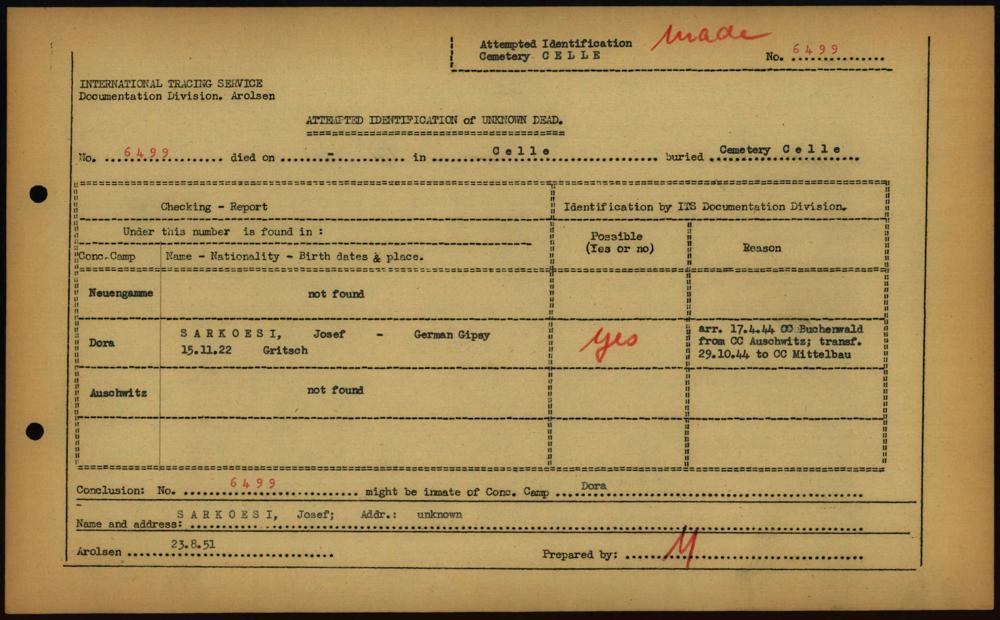 Attempted Identification made
Cemetery C E L L E No. 6499
INTERNATIONAL TRACING SERVICE
Documentation Division. Arolsen
ATTEMPTED IDENTIFICATION of UNKNOWN DEAD.
No. 6499 died on - in C e l l e buried Cemetery C e l l e
Checking - Report Identification by ITS Documentation Division.
Under this number is found in :
Possible
(Yes or no) Reason
Conc.Camp Name - Nationality - Birth dates & place.
Neuengamme not found
Dora S A R K O E S I, Josef - German Gipsy
15.11.22 Gritsch
yes
arr. 17.4.44 CC Buchenwald
from CC Auschwitz; transf.
29.10.44 to CC Mittelbau
Auschwitz not found
Conclusion: No. 6499 might be inmate of Conc. Camp Dora
Name and address: S A R K O E S I, Josef; Addr.: unknown
Arolsen 23.8.51 Prepared by: